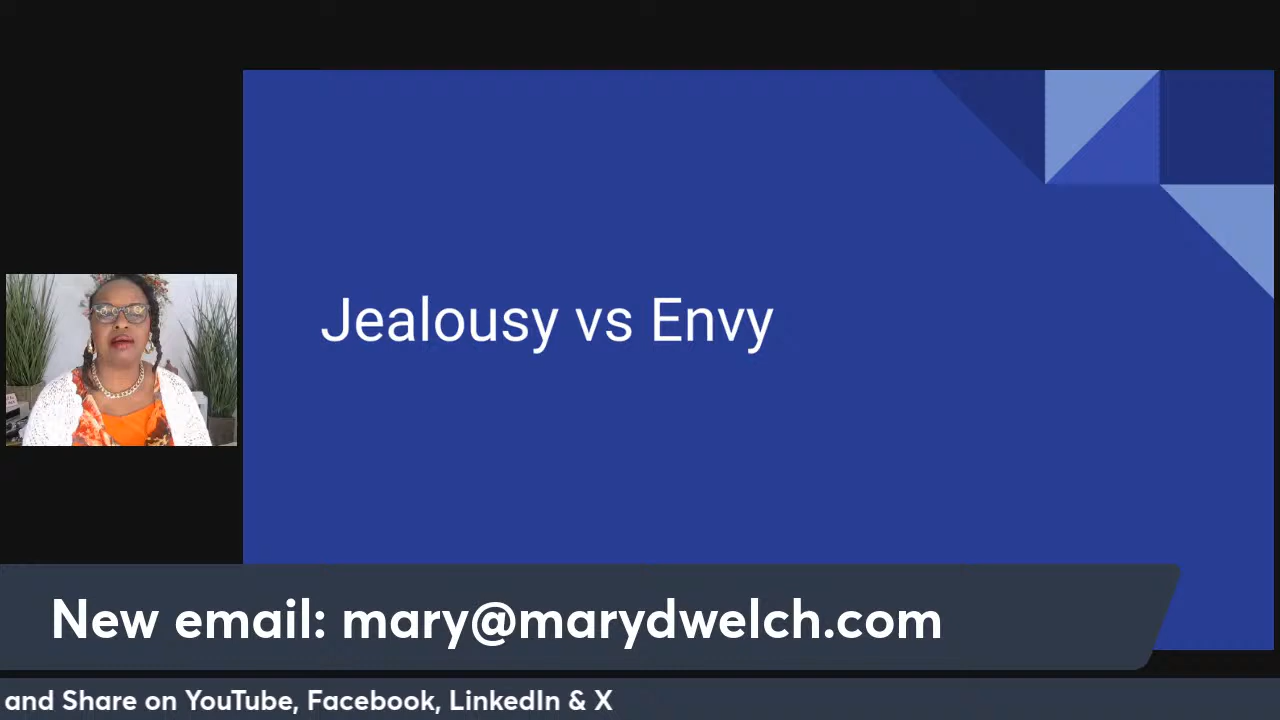 Jealousy vs Envy
New email: mary@marydwelch.com
and Share on YouTube, Facebook, LinkedIn & X